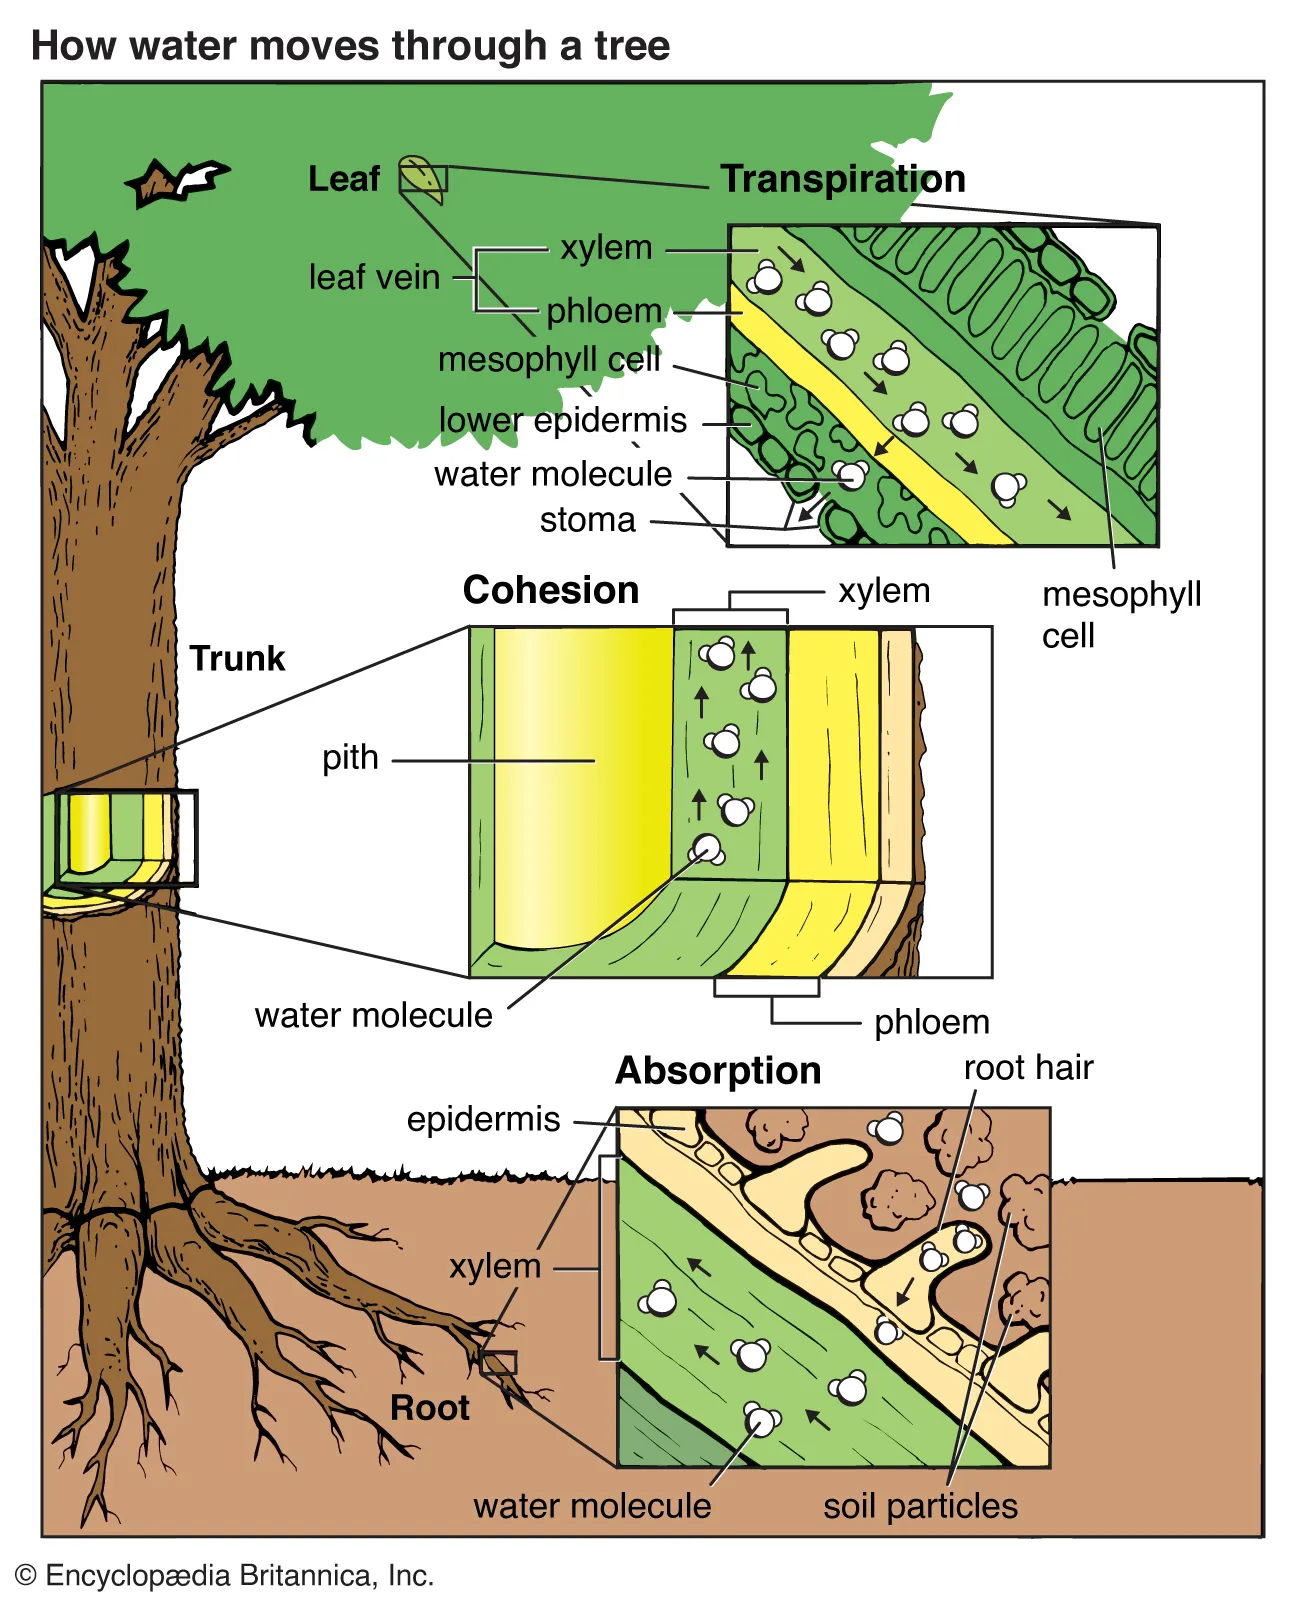 How water moves through a tree
Leaf
Transpiration
xylem
leaf vein
phloem
mesophyll cell
lower epidermis
water molecule
stoma
mesophyll
cell
Cohesion
xylem
Trunk
pith
water molecule
phloem
Absorption
root hair
epidermis
xylem
Root
water molecule
soil particles
© Encyclopædia Britannica, Inc.